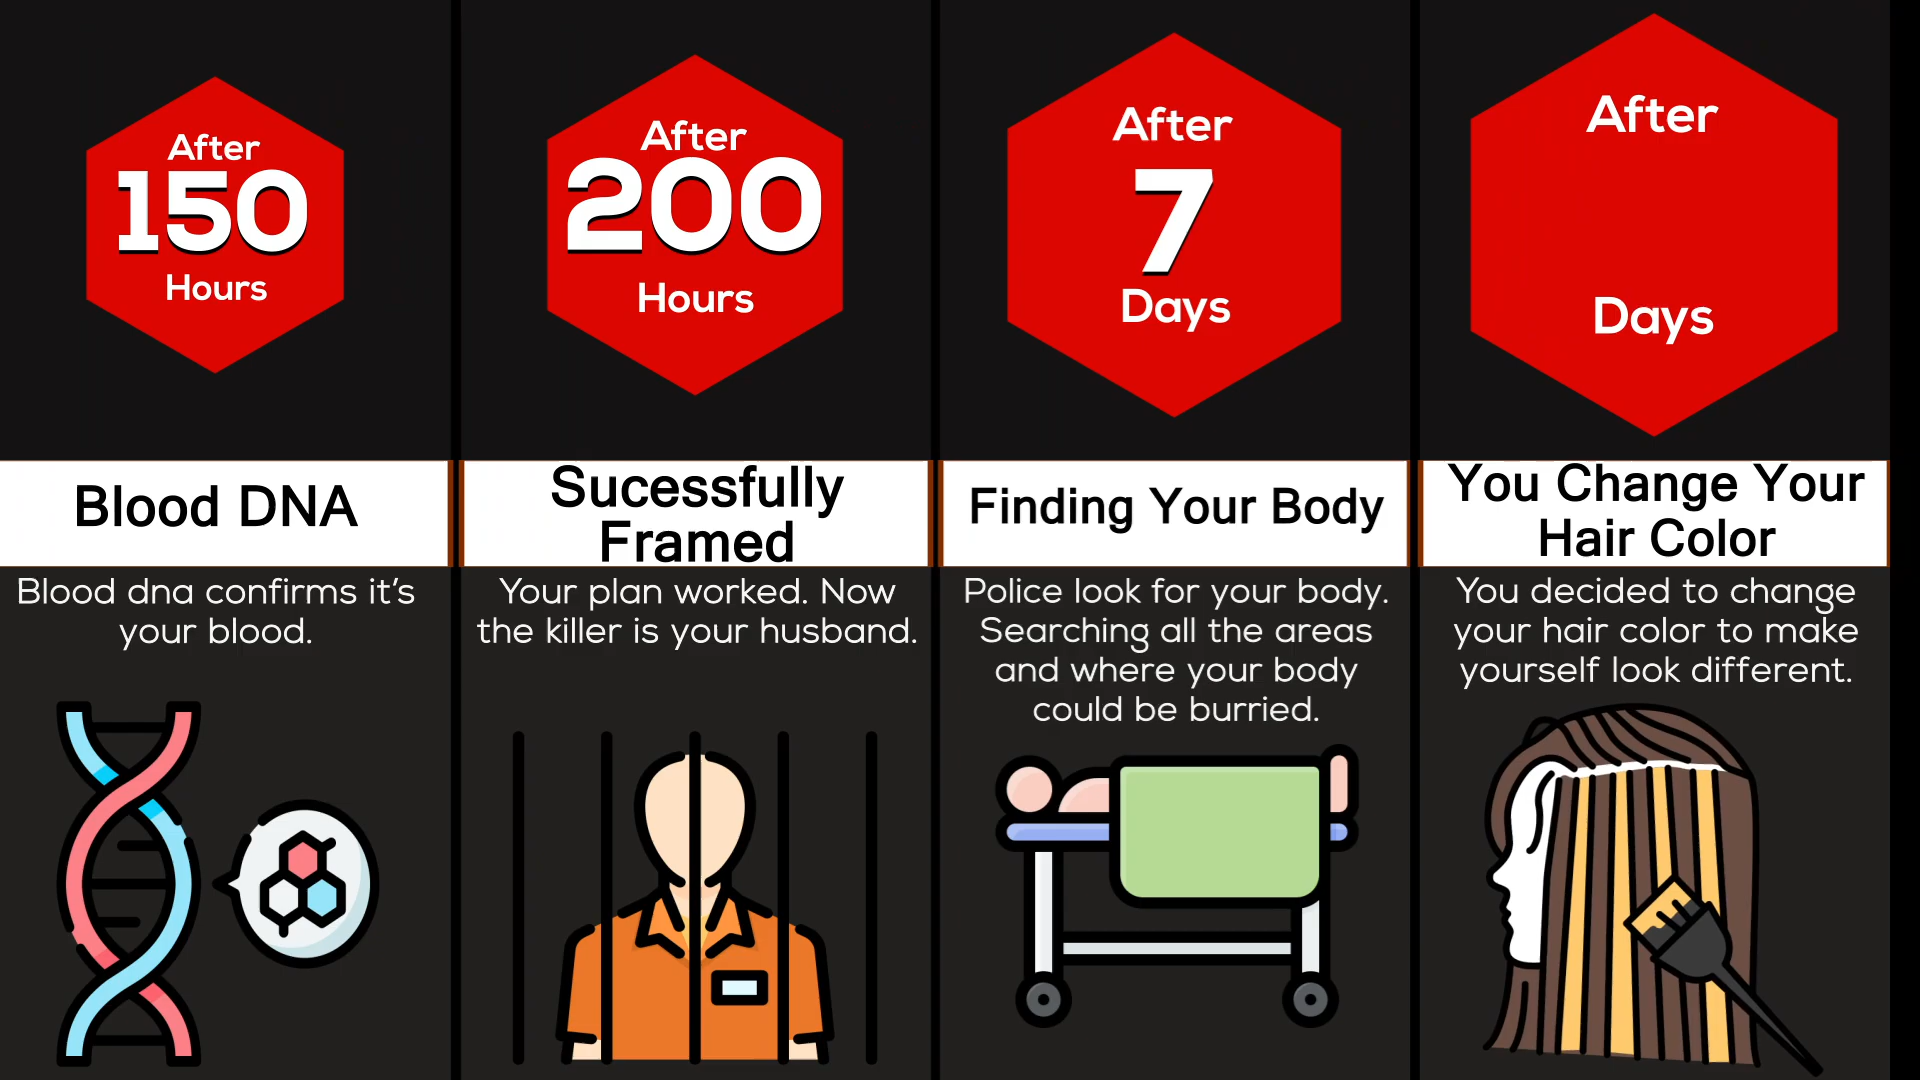 After
150
Hours
Blood DNA
Blood dna confirms it's
your blood.
After
200
Hours
Sucessfully
Framed
Your plan worked. Now
the killer is your husband.
After
7
Days
Finding Your Body
Police look for your body.
Searching all the areas
and where your body
could be burried.
After
Days
You Change Your
Hair Color
You decided to change
your hair color to make
yourself look different.